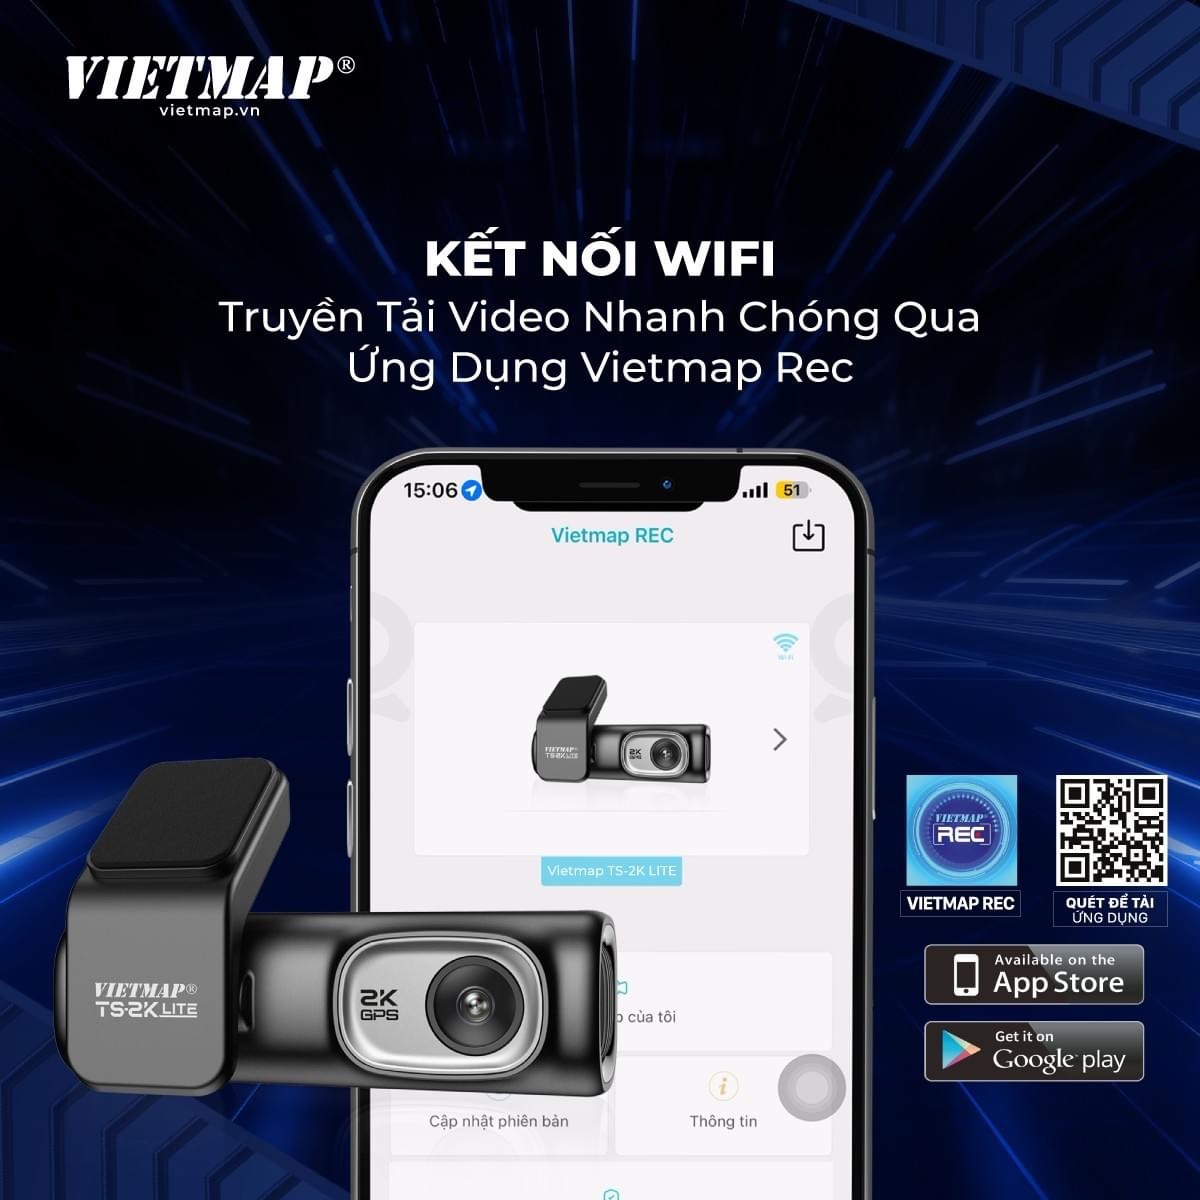 VIETMAP®
vietmap.vn
KẾT NỐI WIFI
Truyền Tải Video Nhanh Chóng Qua
Ứng Dụng Vietmap Rec
15:06
51
Vietmap REC
Wi-Fi
VIETMAP®
TS-2K LITE
2K
GPS
Vietmap TS-2K LITE
VIETMAP®
TS-2K LITE
2K
GPS
của tôi
Cập nhật phiên bản
Thông tin
VIETMAP®
REC
VIETMAP REC
QUÉT ĐỂ TẢI
ỨNG DỤNG
Available on the
App Store
Get it on
Google play